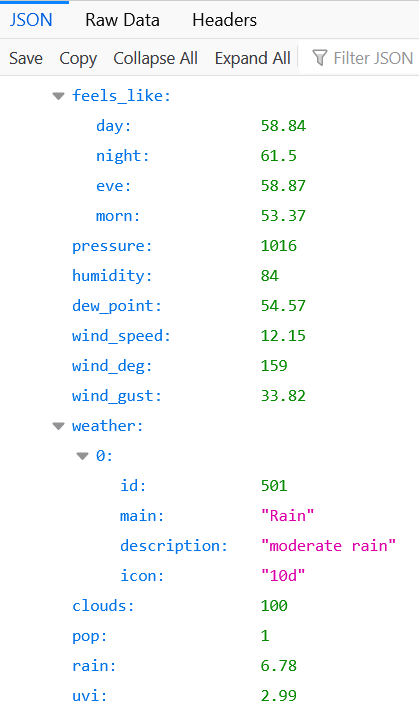 JSON Raw Data Headers
Save Copy Collapse All Expand All Filter JSON
feels_like:
day: 58.84
night: 61.5
eve: 58.87
morn: 53.37
pressure: 1016
humidity: 84
dew_point: 54.57
wind_speed: 12.15
wind_deg: 159
wind_gust: 33.82
weather:
0:
id: 501
main: "Rain"
description: "moderate rain"
icon: "10d"
clouds: 100
pop: 1
rain: 6.78
uvi: 2.99